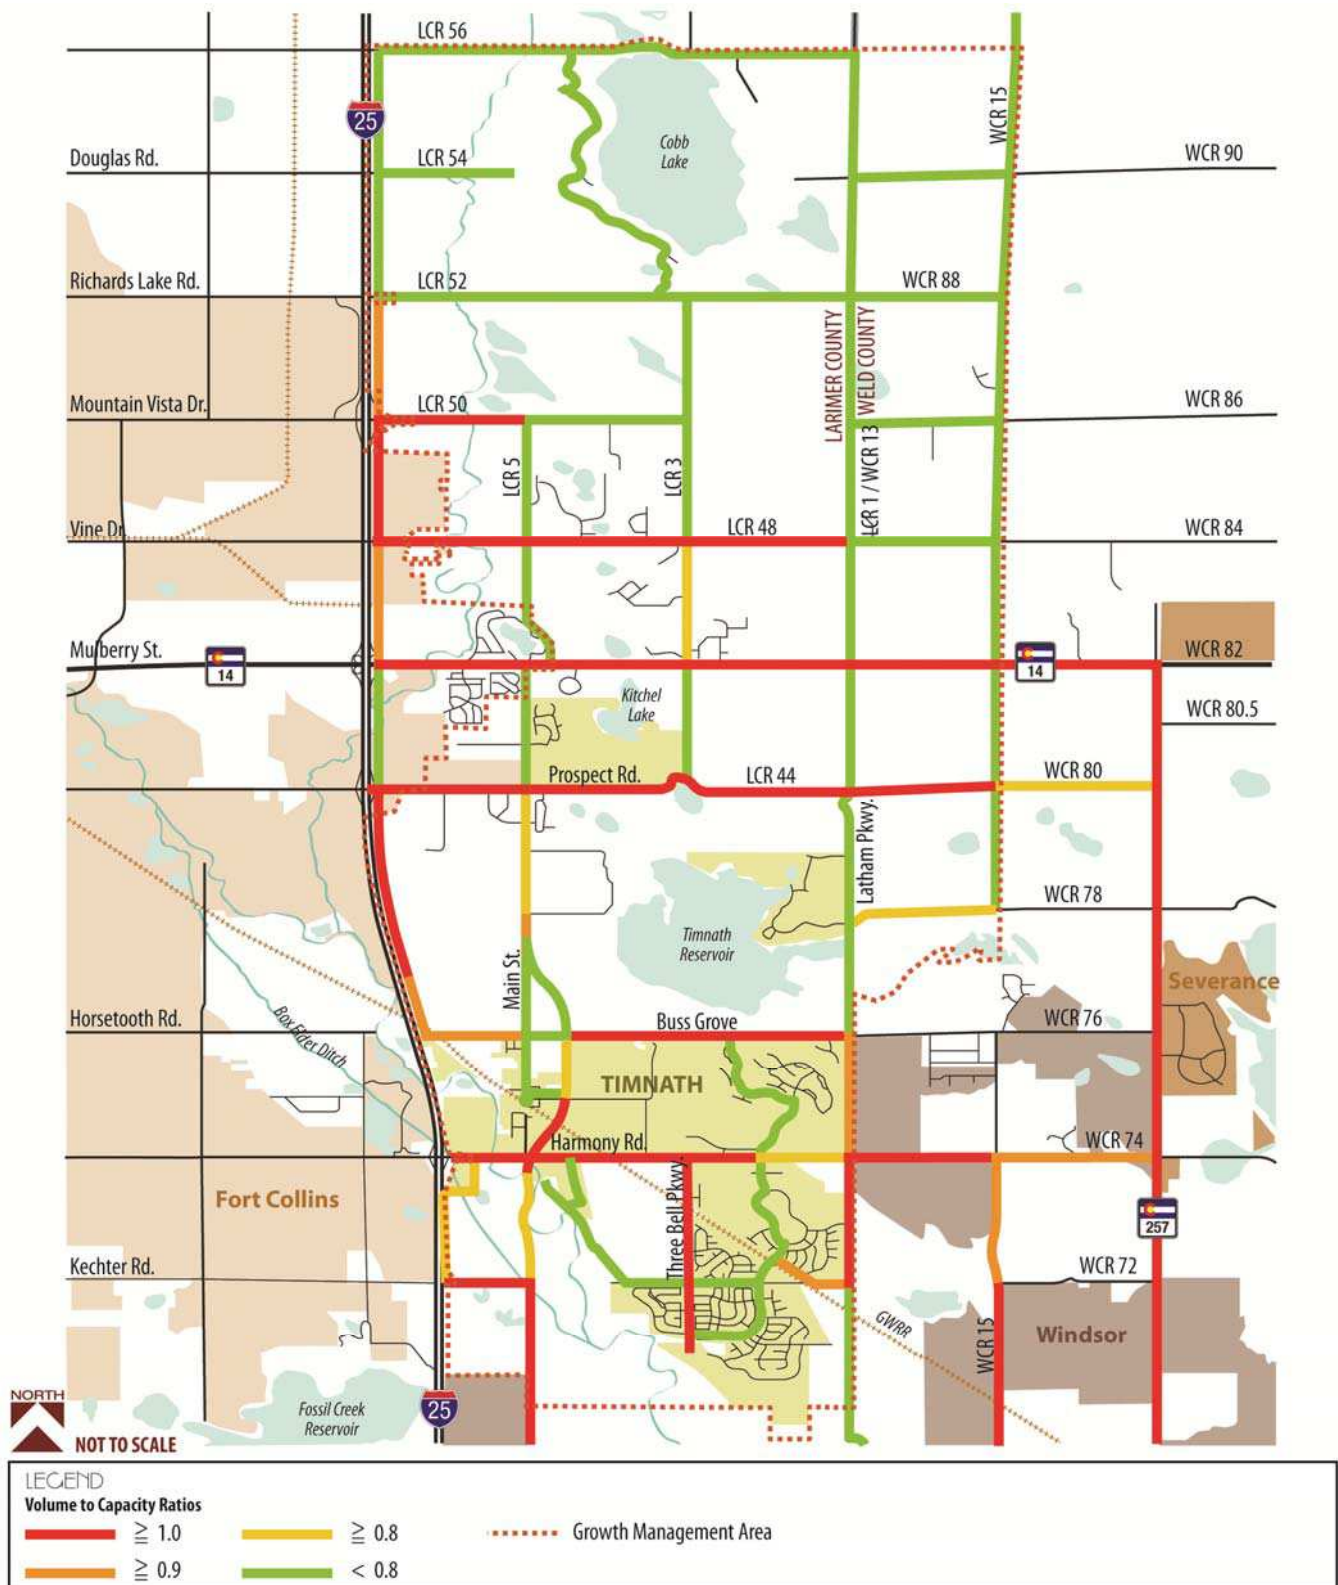 LCR 56
25
WCR 15
Cobb
Lake
Douglas Rd.
LCR 54
WCR 90
Richards Lake Rd.
LCR 52
WCR 88
LARIMER COUNTY
WELD COUNTY
Mountain Vista Dr.
LCR 50
WCR 86
LCR 5
LCR 3
LCR 1 / WCR 13
Vine Dr.
LCR 48
WCR 84
Mulberry St.
14
14
WCR 82
Kitchel
Lake
WCR 80.5
Prospect Rd.
LCR 44
WCR 80
Latham Pkwy.
WCR 78
Timnath
Reservoir
Main St.
Severance
Horsetooth Rd.
Box Elder Ditch
Buss Grove
WCR 76
TIMNATH
Harmony Rd.
WCR 74
Fort Collins
Three Bell Pkwy.
257
Kechter Rd.
WCR 72
GWRR
WCR 15
Windsor
NORTH
NOT TO SCALE
Fossil Creek
Reservoir
25
LEGEND
Volume to Capacity Ratios
≧ 1.0
≧ 0.8
Growth Management Area
≧ 0.9
< 0.8